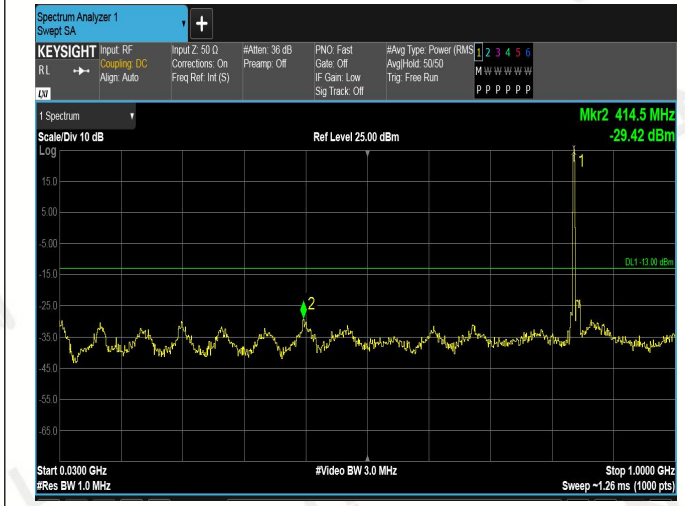 Spectrum Analyzer 1
Swept SA
+
KEYSIGHT Input: RF Input Z: 50 Ω #Atten: 36 dB PNO: Fast #Avg Type: Power (RMS 1 2 3 4 5 6
RL Coupling: DC Corrections: On Preamp: Off Gate: Off Avg|Hold: 50/50 M W W W W W
Align: Auto Freq Ref: Int (S) IF Gain: Low Trig: Free Run
LXI Sig Track: Off P P P P P P
1 Spectrum Mkr2 414.5 MHz
Scale/Div 10 dB Ref Level 25.00 dBm -29.42 dBm
Log
1
15.0
5.00
-5.00
DL1 -13.00 dBm
-15.0
-25.0
2
-35.0
-45.0
-55.0
-65.0
Start 0.0300 GHz #Video BW 3.0 MHz Stop 1.0000 GHz
#Res BW 1.0 MHz Sweep ~1.26 ms (1000 pts)